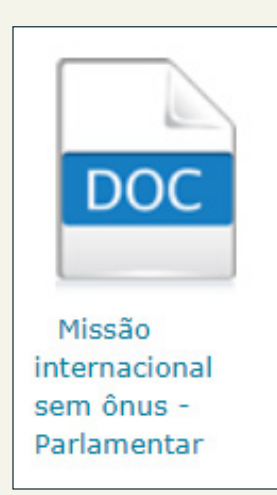 DOC
Missão
internacional
sem ônus -
Parlamentar